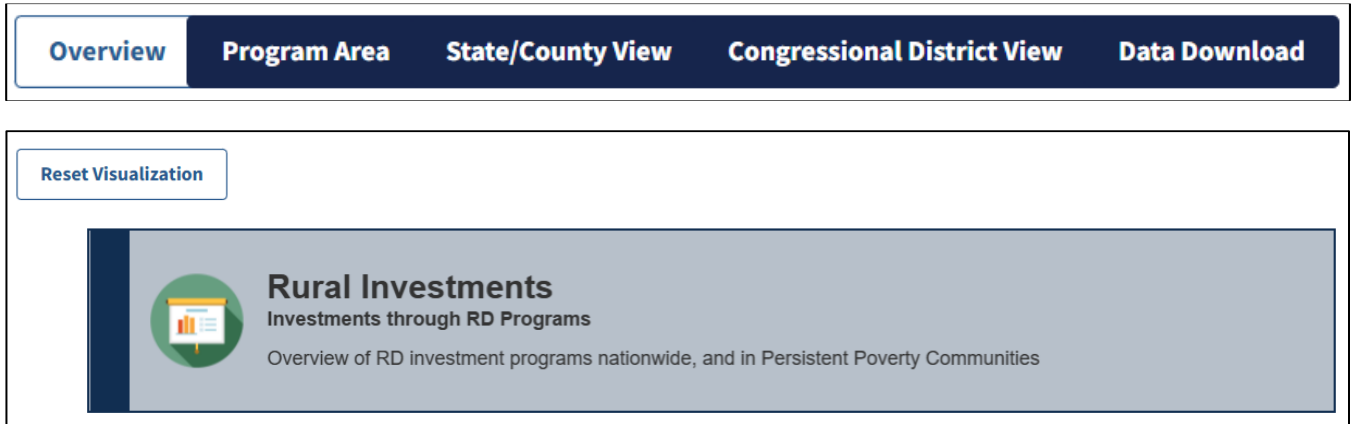 Overview Program Area State/County View Congressional District View Data Download
Reset Visualization
Rural Investments
Investments through RD Programs
Overview of RD investment programs nationwide, and in Persistent Poverty Communities